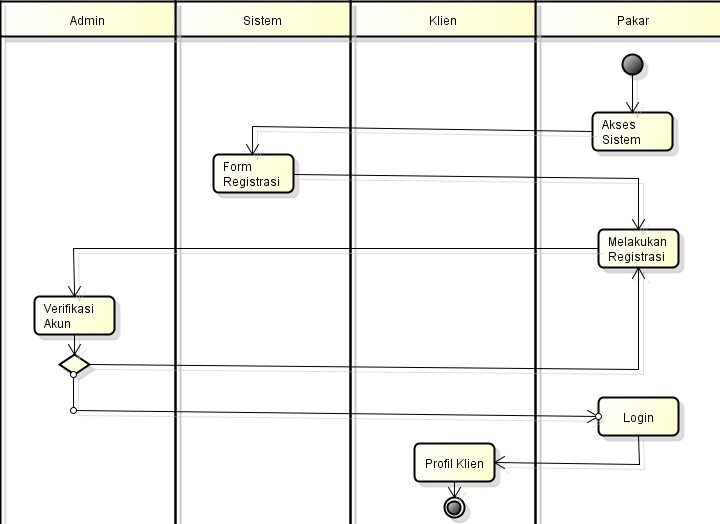 Admin
Sistem
Klien
Pakar
Akses
Sistem
Form
Registrasi
Melakukan
Registrasi
Verifikasi
Akun
Login
Profil Klien